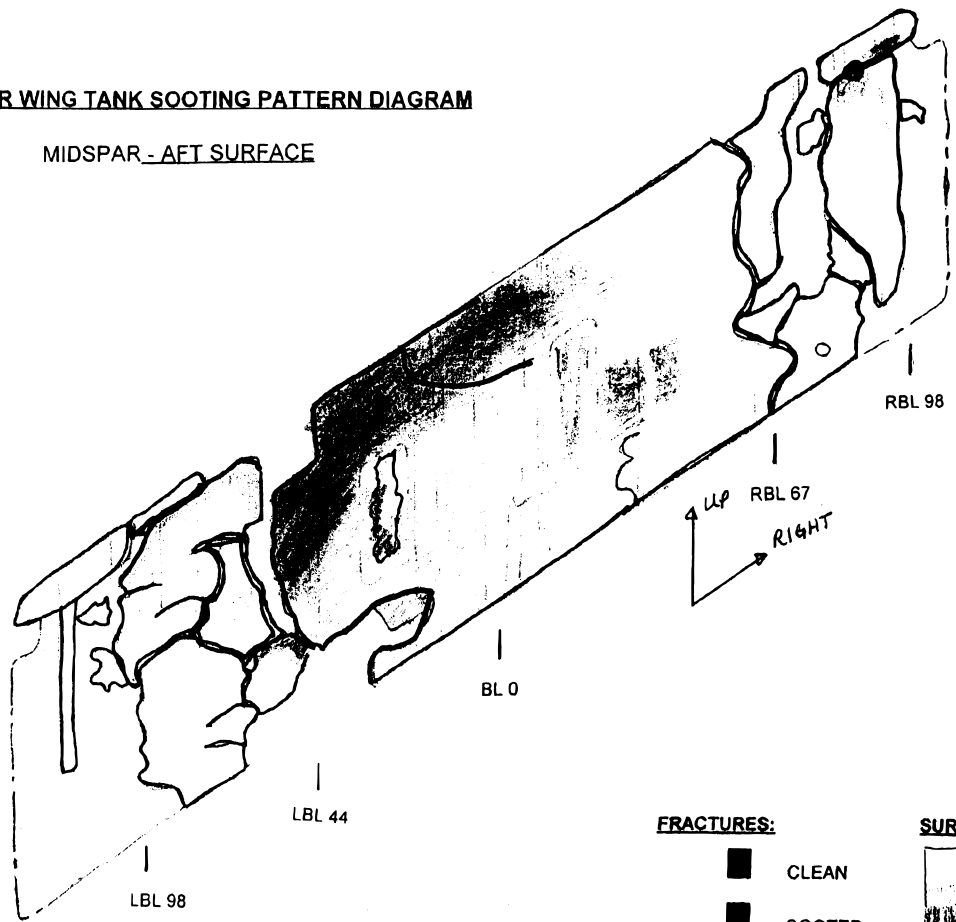 R WING TANK SOOTING PATTERN DIAGRAM
MIDSPAR - AFT SURFACE
RBL 98
RBL 67
UP
RIGHT
BL 0
LBL 44
LBL 98
FRACTURES:
CLEAN
SUR